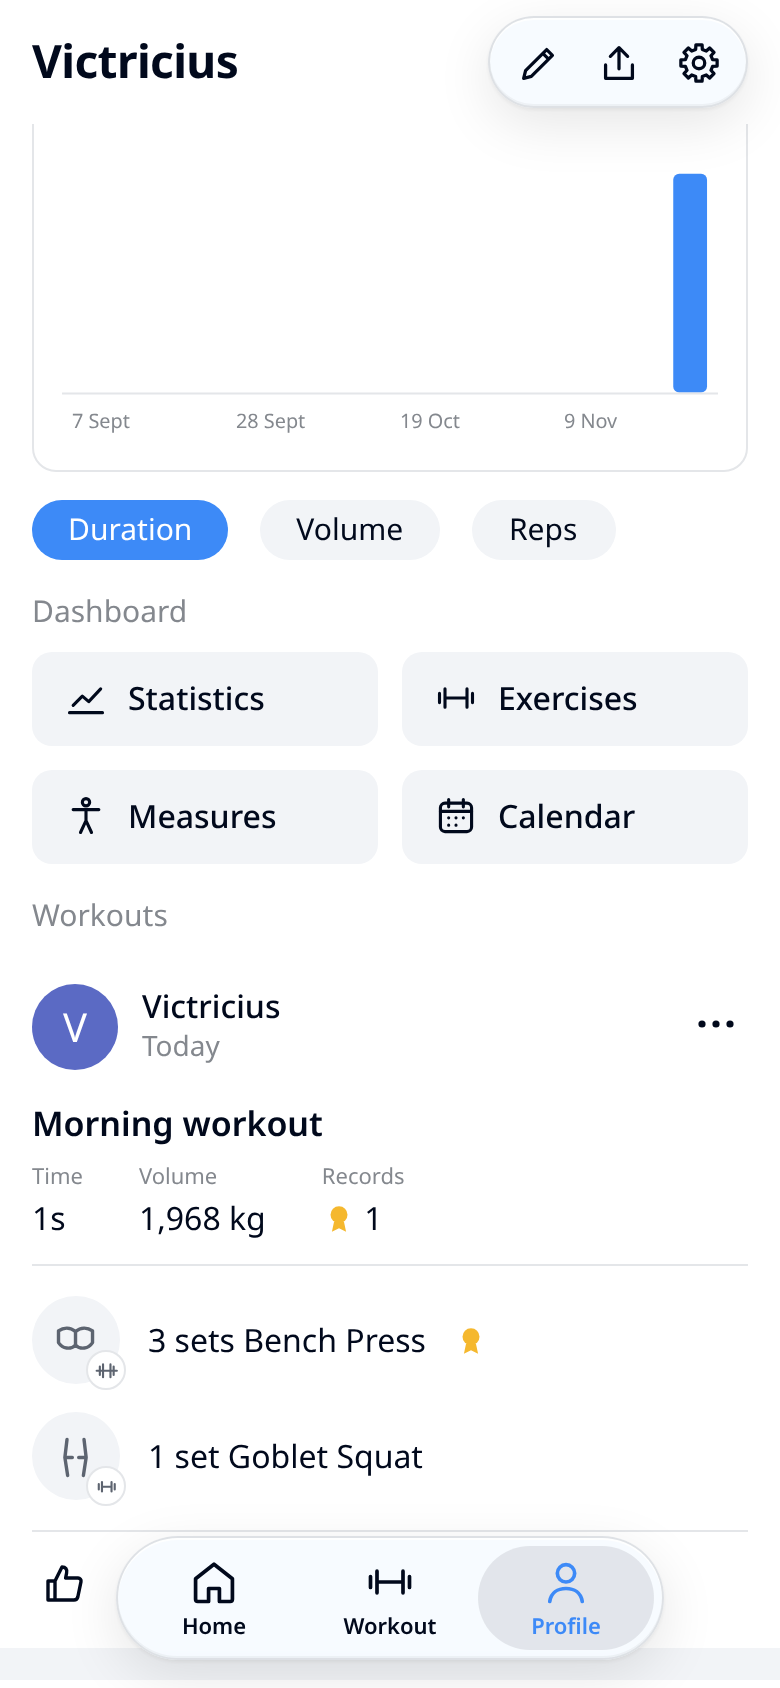 Victricius
7 Sept 28 Sept 19 Oct 9 Nov
Duration Volume Reps
Dashboard
Statistics Exercises
Measures Calendar
Workouts
V Victricius
Today
Morning workout
Time Volume Records
1s 1,968 kg 1
3 sets Bench Press
1 set Goblet Squat
Home Workout Profile